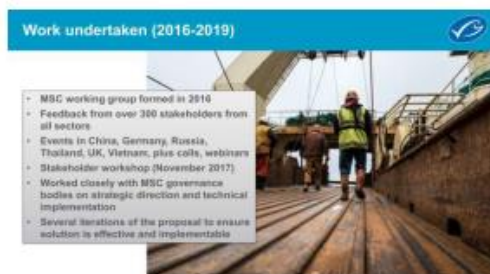 Work undertaken (2016-2019)
• MSC working group formed in 2016
• Feedback from over 300 stakeholders from
all sectors
• Events in China, Germany, Russia,
Thailand, UK, Vietnam, plus calls, webinars
• Stakeholder workshop (November 2017)
• Worked closely with MSC governance
bodies on strategic direction and technical
implementation
• Several iterations of the proposal to ensure
solution is effective and implementable